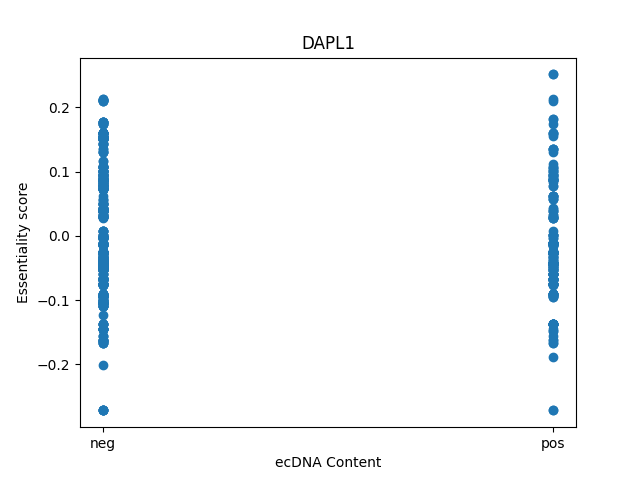 DAPL1
Essentiality score
0.2
0.1
0.0
−0.1
−0.2
neg
pos
ecDNA Content